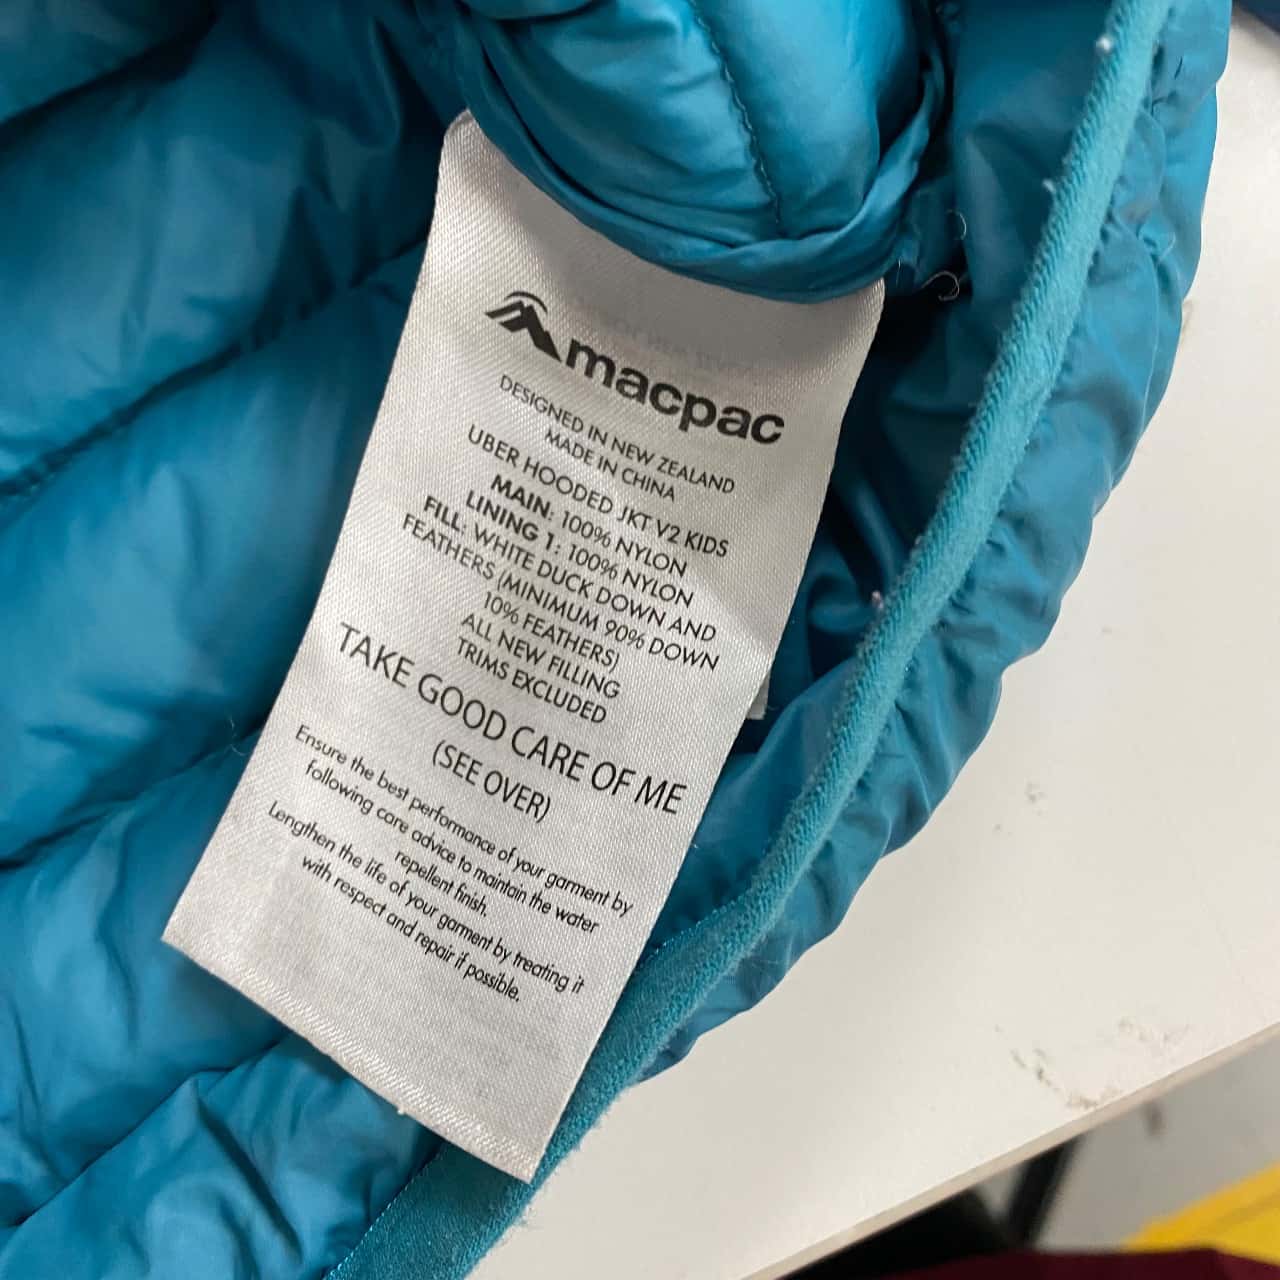 macpac
DESIGNED IN NEW ZEALAND
MADE IN CHINA
UBER HOODED JKT V2 KIDS
MAIN: 100% NYLON
LINING 1: 100% NYLON
FILL: WHITE DUCK DOWN AND
FEATHERS (MINIMUM 90% DOWN
10% FEATHERS)
ALL NEW FILLING
TRIMS EXCLUDED
TAKE GOOD CARE OF ME
(SEE OVER)
Ensure the best performance of your garment by
following care advice to maintain the water
repellent finish.
Lengthen the life of your garment by treating it
with respect and repair if possible.